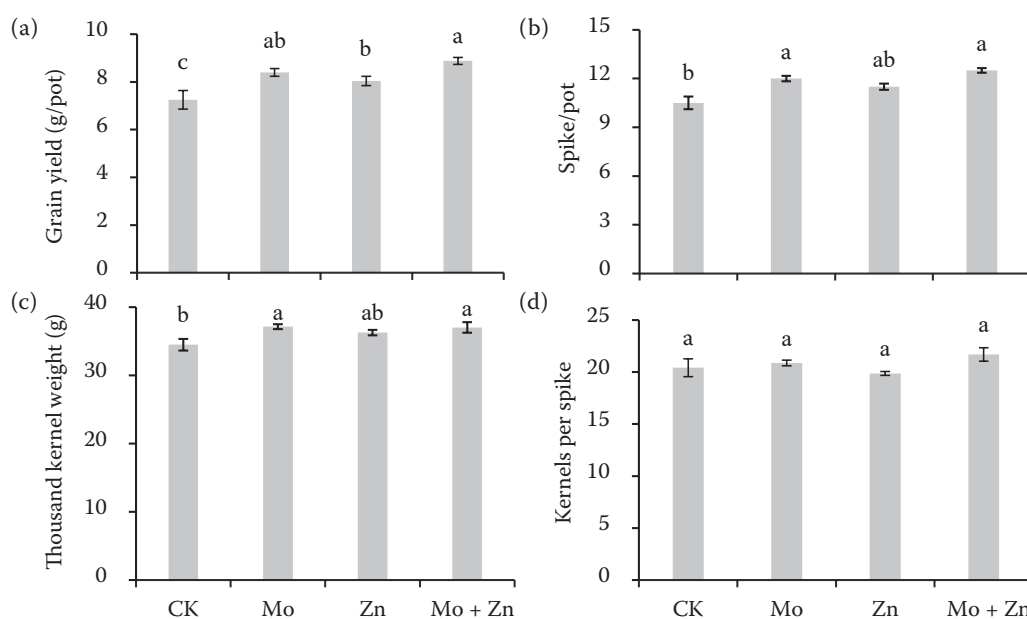 (a)
Grain yield (g/pot)
10
8
6
4
2
0
c
ab
b
a
(b)
Spike/pot
15
12
9
6
3
0
b
a
ab
a
(c)
Thousand kernel weight (g)
40
30
20
10
0
b
a
ab
a
CK Mo Zn Mo + Zn
(d)
Kernels per spike
25
20
15
10
5
0
a
a
a
a
CK Mo Zn Mo + Zn